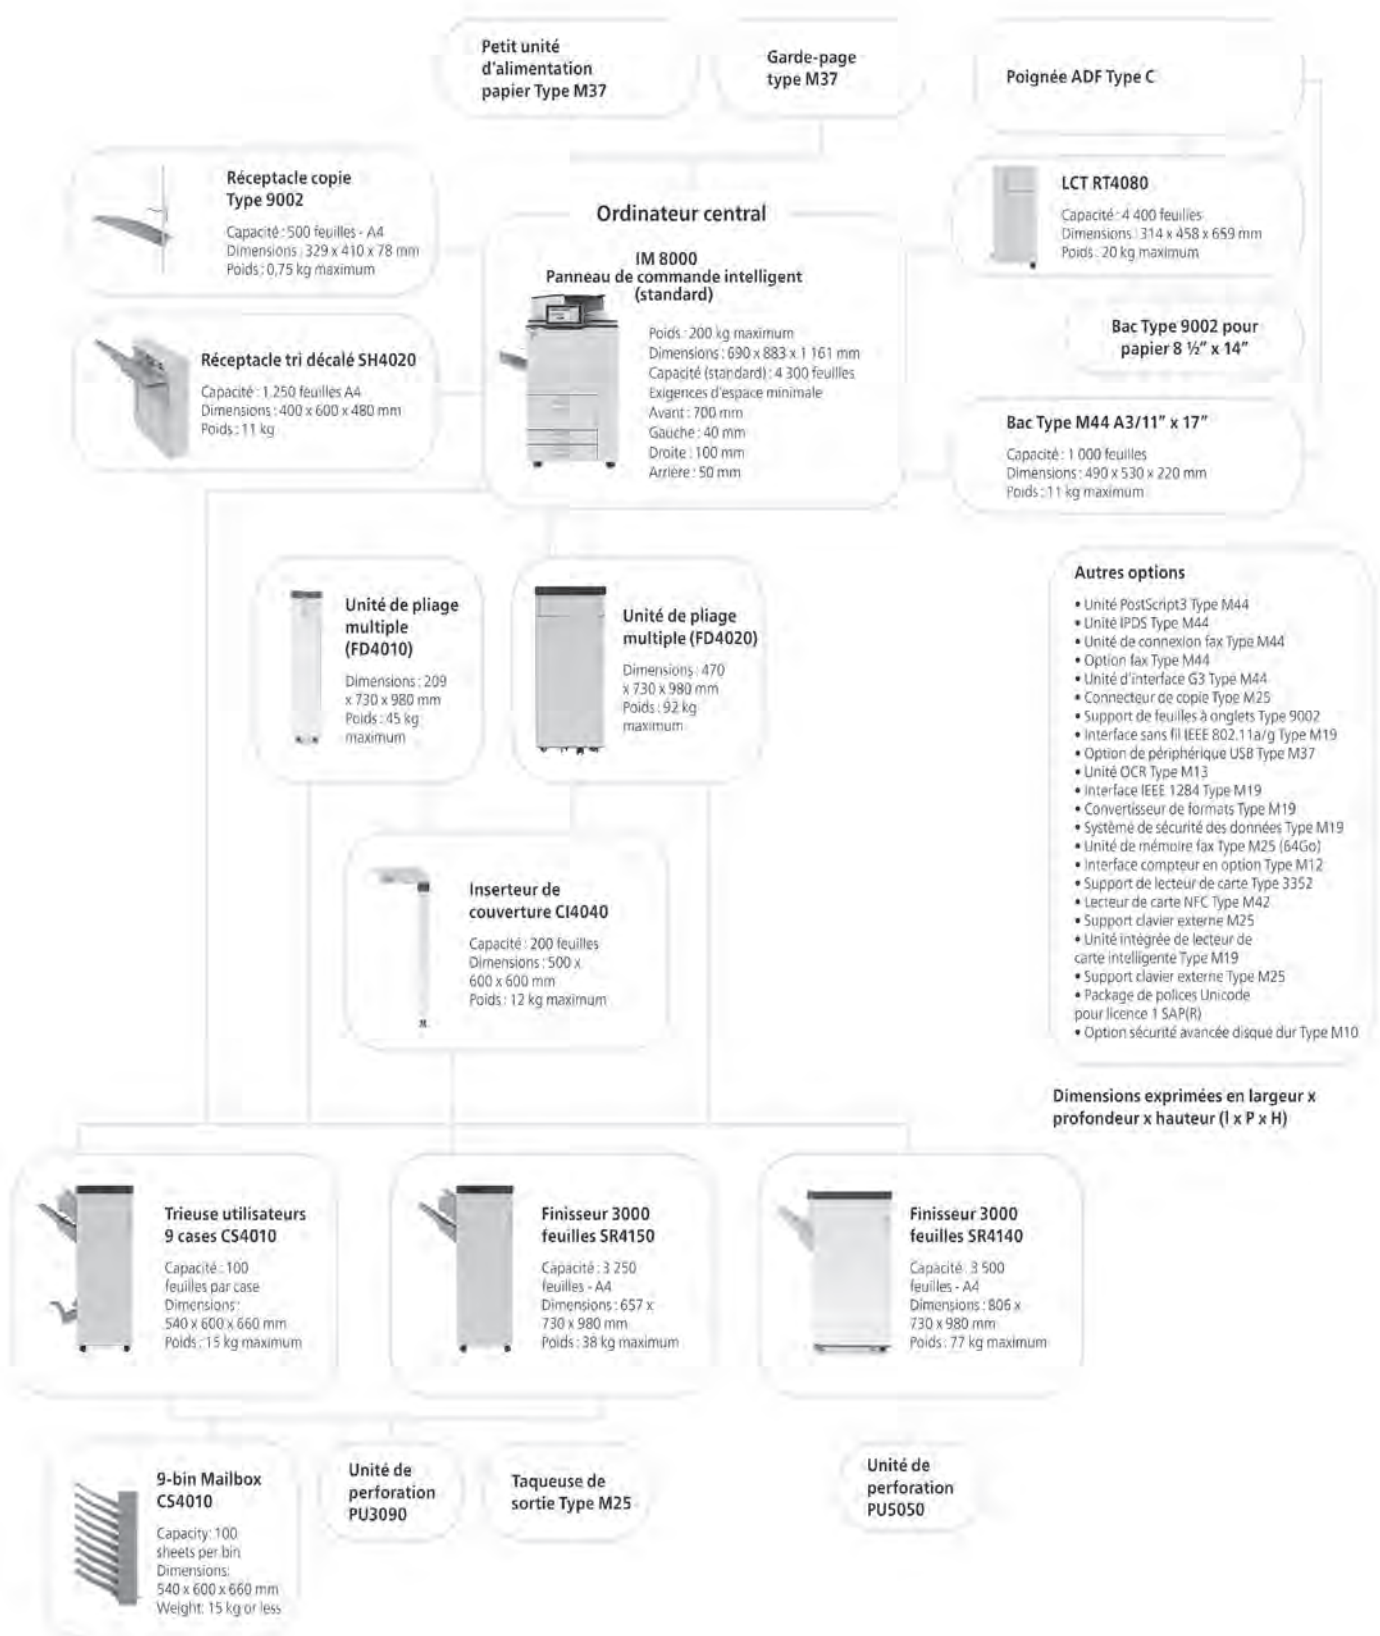 Petit unité
d'alimentation
papier Type M37
Garde-page
type M37
Poignée ADF Type C
Réceptacle copie
Type 9002
Capacité : 500 feuilles - A4
Dimensions : 329 x 410 x 78 mm
Poids : 0,75 kg maximum
Ordinateur central
IM 8000
Panneau de commande intelligent
(standard)
Poids : 200 kg maximum
Dimensions : 690 x 883 x 1 161 mm
Capacité (standard) : 4 300 feuilles
Exigences d'espace minimale
Avant : 700 mm
Gauche : 40 mm
Droite : 100 mm
Arrière : 50 mm
LCT RT4080
Capacité : 4 400 feuilles
Dimensions : 314 x 458 x 659 mm
Poids : 20 kg maximum
Bac Type 9002 pour
papier 8 ½" x 14"
Réceptacle tri décalé SH4020
Capacité : 1 250 feuilles A4
Dimensions : 400 x 600 x 480 mm
Poids : 11 kg
Bac Type M44 A3/11" x 17"
Capacité : 1 000 feuilles
Dimensions : 490 x 530 x 220 mm
Poids : 11 kg maximum
Unité de pliage
multiple
(FD4010)
Dimensions : 209
x 730 x 980 mm
Poids : 45 kg
maximum
Unité de pliage
multiple (FD4020)
Dimensions : 470
x 730 x 980 mm
Poids : 92 kg
maximum
Autres options
• Unité PostScript3 Type M44
• Unité IPDS Type M44
• Unité de connexion fax Type M44
• Option fax Type M44
• Unité d'interface G3 Type M44
• Connecteur de copie Type M25
• Support de feuilles à onglets Type 9002
• Interface sans fil IEEE 802.11a/g Type M19
• Option de périphérique USB Type M37
• Unité OCR Type M13
• Interface IEEE 1284 Type M19
• Convertisseur de formats Type M19
• Système de sécurité des données Type M19
• Unité de mémoire fax Type M25 (64Go)
• Interface compteur en option Type M12
• Support de lecteur de carte Type 3352
• Lecteur de carte NFC Type M42
• Support clavier externe M25
• Unité intégrée de lecteur de
carte intelligente Type M19
• Support clavier externe Type M25
• Package de polices Unicode
pour licence 1 SAP(R)
• Option sécurité avancée disque dur Type M10
Inserteur de
couverture CI4040
Capacité : 200 feuilles
Dimensions : 500 x
600 x 600 mm
Poids : 12 kg maximum
Dimensions exprimées en largeur x
profondeur x hauteur (l x P x H)
Trieuse utilisateurs
9 cases CS4010
Capacité : 100
feuilles par case
Dimensions :
540 x 600 x 660 mm
Poids : 15 kg maximum
Finisseur 3000
feuilles SR4150
Capacité : 3 250
feuilles - A4
Dimensions : 657 x
730 x 980 mm
Poids : 38 kg maximum
Finisseur 3000
feuilles SR4140
Capacité : 3 500
feuilles - A4
Dimensions : 806 x
730 x 980 mm
Poids : 77 kg maximum
9-bin Mailbox
CS4010
Capacity: 100
sheets per bin
Dimensions:
540 x 600 x 660 mm
Weight: 15 kg or less
Unité de
perforation
PU3090
Taqueuse de
sortie Type M25
Unité de
perforation
PU5050